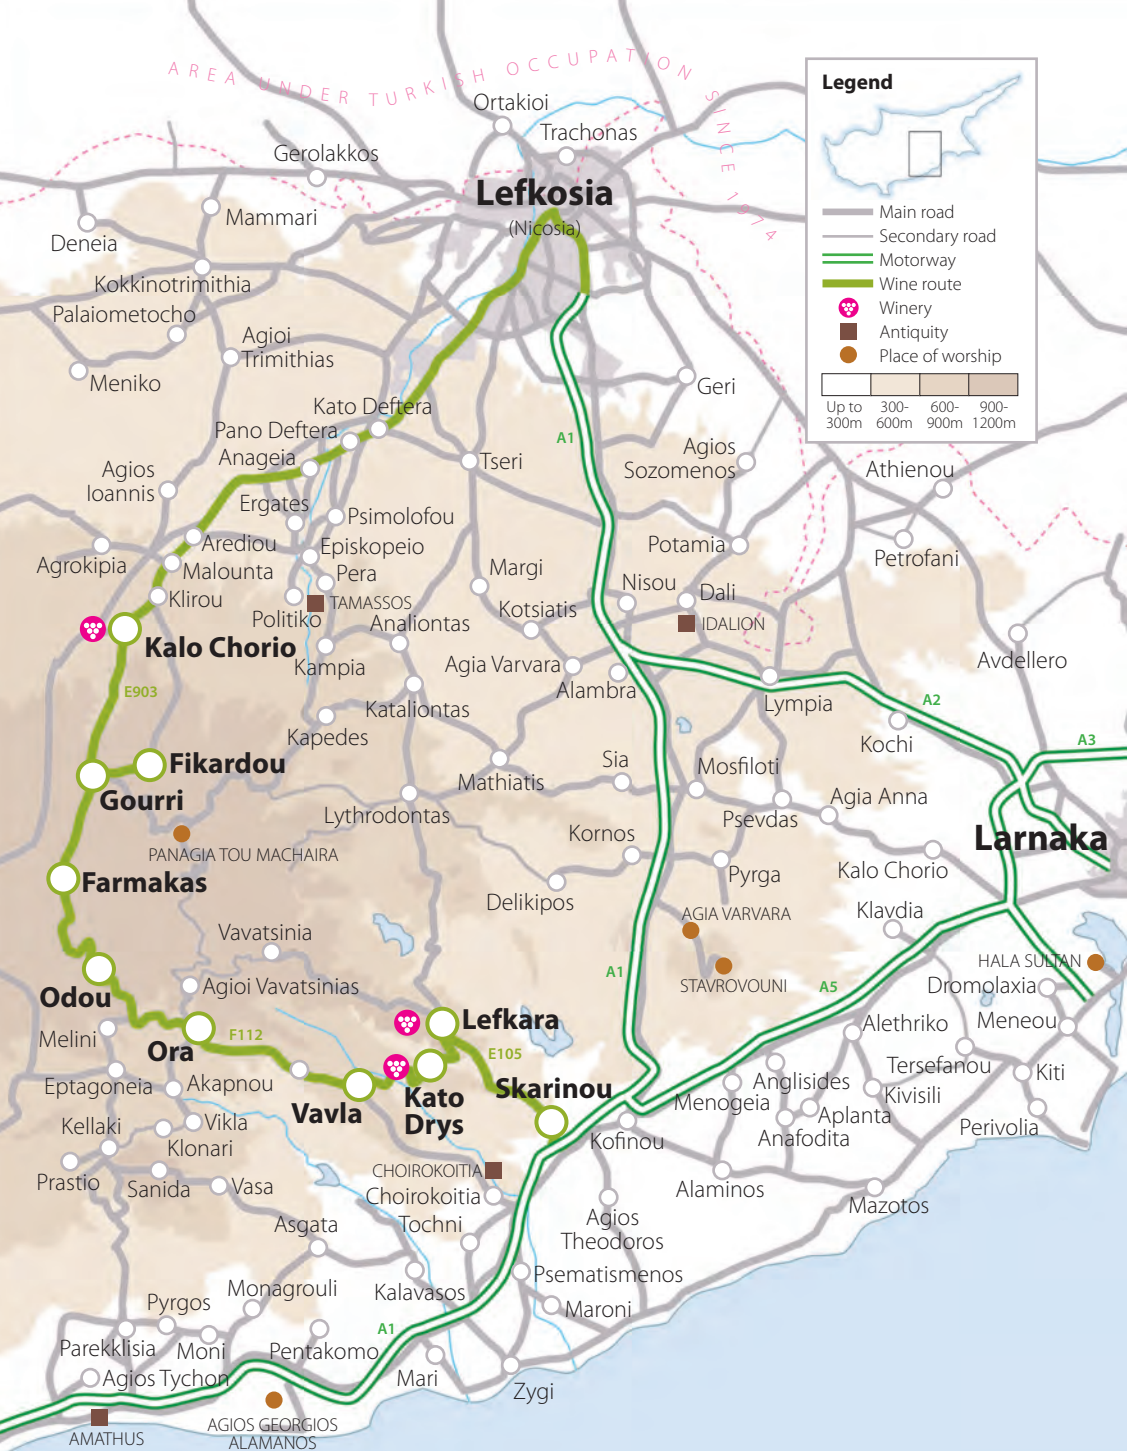 AREA UNDER TURKISH OCCUPATION SINCE 1974
Legend
Main road
Secondary road
Motorway
Wine route
Winery
Antiquity
Place of worship
Up to
300m
300-
600m
600-
900m
900-
1200m
Ortakioi
Trachonas
Gerolakkos
Lefkosia
(Nicosia)
Mammari
Deneia
Kokkinotrimithia
Palaiometocho
Agioi
Trimithias
Meniko
Geri
Kato Deftera
Pano Deftera
Anageia
A1
Agios
Sozomenos
Tseri
Athienou
Agios
Ioannis
Ergates
Psimolofou
Arediou
Episkopeio
Potamia
Petrofani
Agrokipia
Malounta
Pera
Margi
Nisou
Dali
Klirou
TAMASSOS
Kotsiatis
Politiko
Analiontas
IDALION
Kalo Chorio
Kampia
Agia Varvara
Alambra
Avdellero
E903
Kataliontas
Lympia
A2
Kapedes
Kochi
A3
Fikardou
Sia
Mosfiloti
Mathiatis
Gourri
Agia Anna
Lythrodontas
Psevdas
Kornos
Larnaka
PANAGIA TOU MACHAIRA
Farmakas
Pyrga
Kalo Chorio
Delikipos
AGIA VARVARA
Klavdia
Vavatsinia
HALA SULTAN
A1
STAVROVOUNI
A5
Agioi Vavatsinias
Dromolaxia
Odou
Lefkara
Alethriko
Meneou
Melini
F112
Ora
E105
Tersefanou
Kiti
Eptagoneia
Akapnou
Skarinou
Anglisides
Kivisili
Vavla
Kato
Drys
Menogeia
Aplanta
Kellaki
Vikla
Anafodita
Perivolia
Klonari
Kofinou
Prastio
Sanida
Vasa
CHOIROKOITIA
Choirokoitia
Alaminos
Mazotos
Asgata
Tochni
Agios
Theodoros
Monagrouli
Kalavasos
Psematismenos
Pyrgos
Maroni
Parekklisia
Moni
Pentakomo
A1
Agios Tychon
Mari
Zygi
AMATHUS
AGIOS GEORGIOS
ALAMANOS